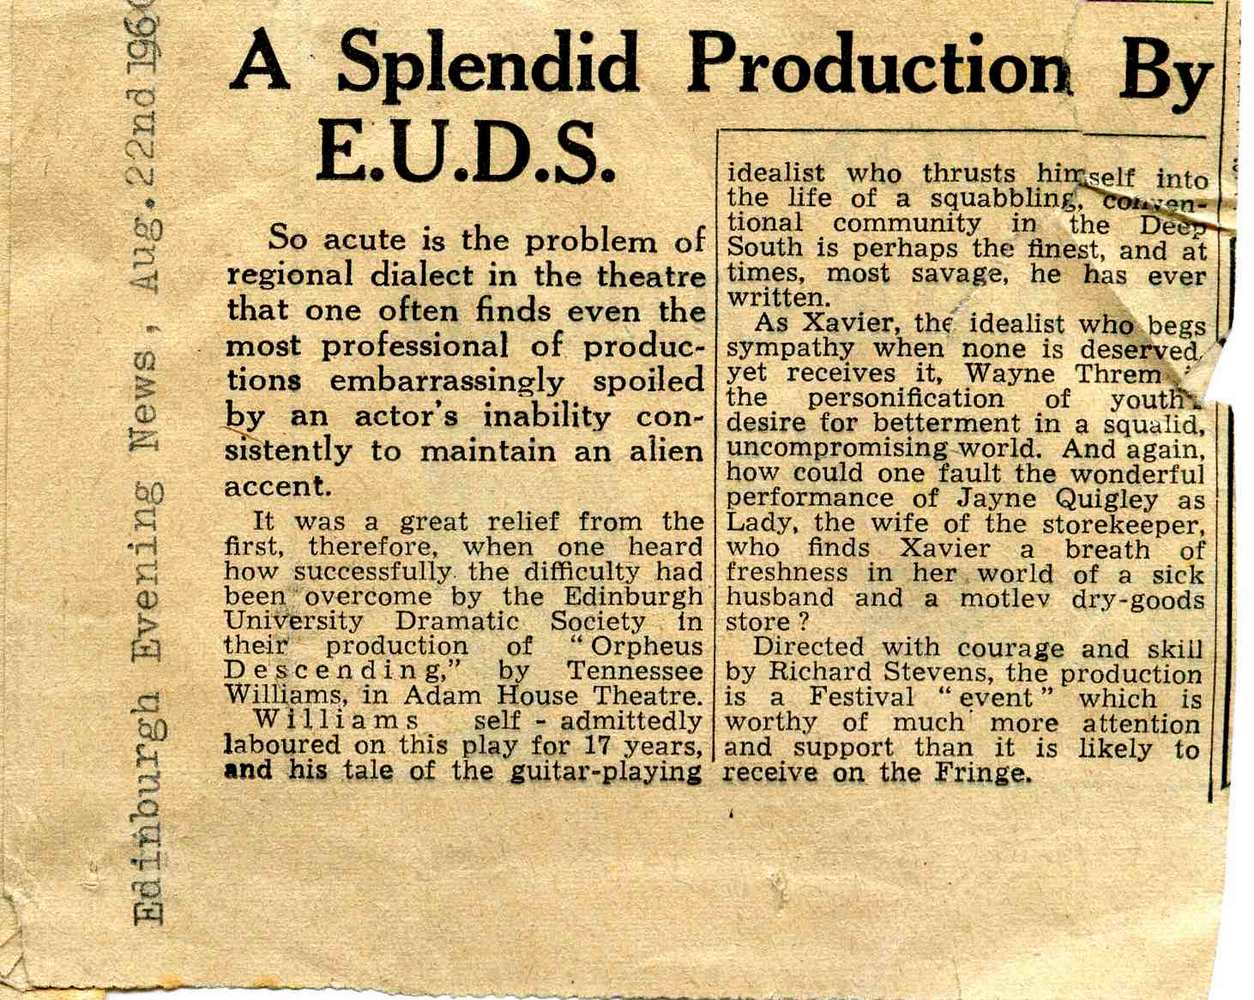 A Splendid Production By
E.U.D.S.
So acute is the problem of
regional dialect in the theatre
that one often finds even the
most professional of produc-
tions embarrassingly spoiled
by an actor's inability con-
sistently to maintain an alien
accent.
It was a great relief from the
first, therefore, when one heard
how successfully the difficulty had
been overcome by the Edinburgh
University Dramatic Society in
their production of "Orpheus
Descending," by Tennessee
Williams, in Adam House Theatre.
Williams self-admittedly
laboured on this play for 17 years,
and his tale of the guitar-playing
idealist who thrusts himself into
the life of a squabbling, conven-
tional community in the Deep
South is perhaps the finest, and at
times, most savage, he has ever
written.
As Xavier, the idealist who begs
sympathy when none is deserved,
yet receives it, Wayne Threm
the personification of youth's
desire for betterment in a squalid,
uncompromising world. And again,
how could one fault the wonderful
performance of Jayne Quigley as
Lady, the wife of the storekeeper,
who finds Xavier a breath of
freshness in her world of a sick
husband and a motley dry-goods
store?
Directed with courage and skill
by Richard Stevens, the production
is a Festival "event" which is
worthy of much more attention
and support than it is likely to
receive on the Fringe.
Edinburgh Evening News, Aug.22nd